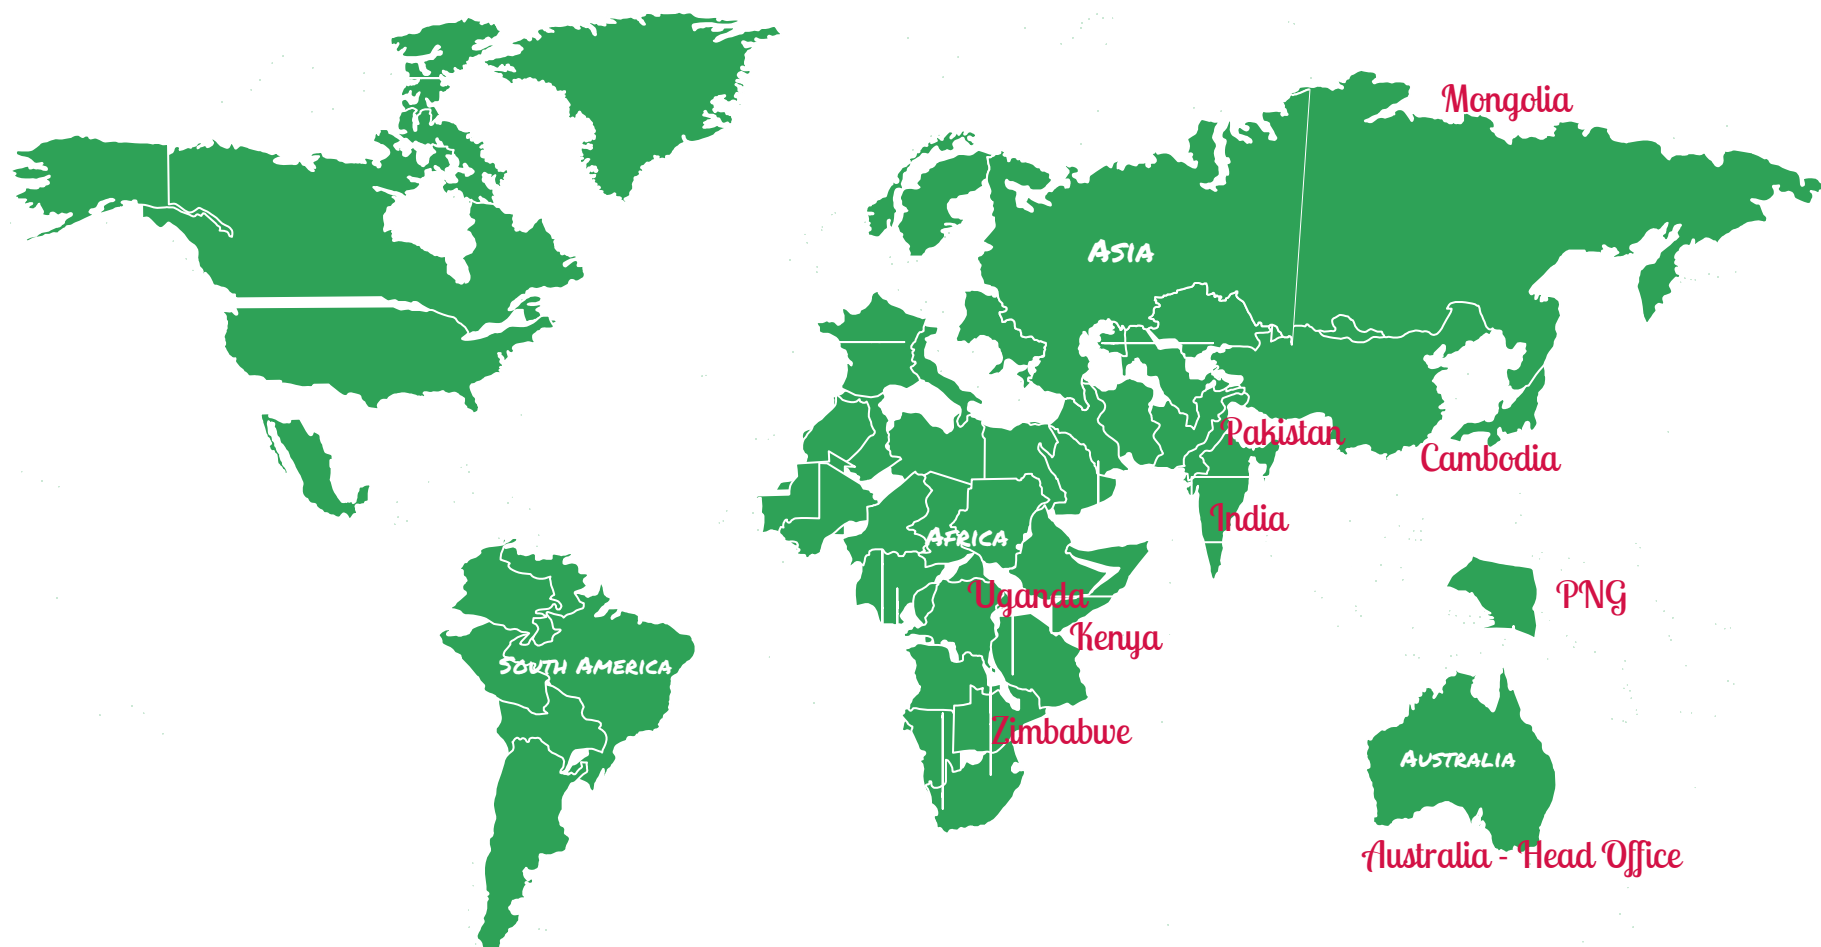 Mongolia
Asia
Pakistan
Cambodia
India
Africa
Uganda
PNG
Kenya
South America
Zimbabwe
Australia
Australia - Head Office